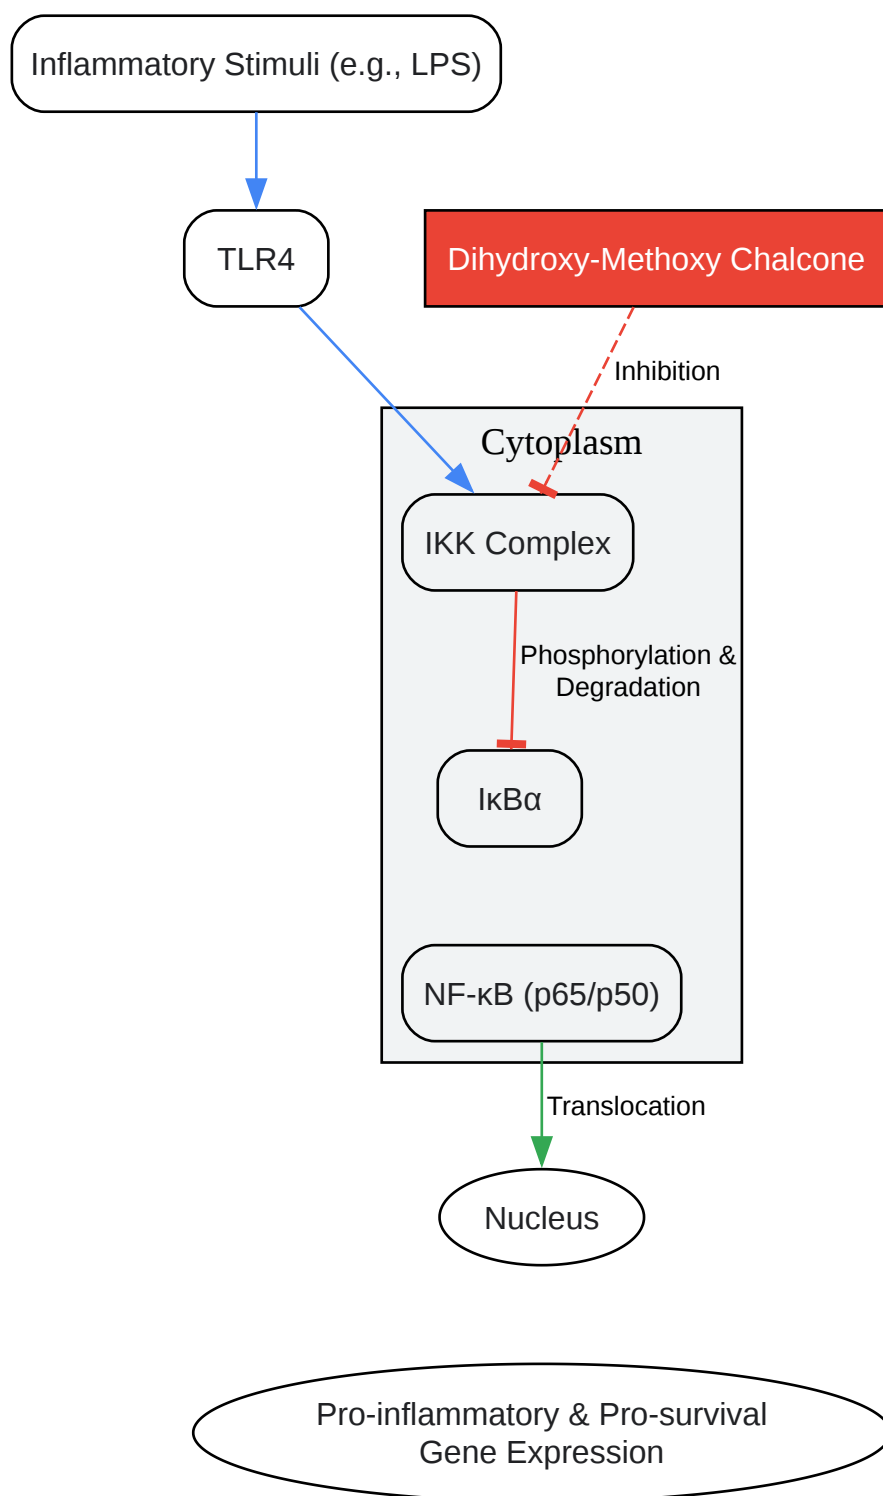 Inflammatory Stimuli (e.g., LPS)
TLR4
Dihydroxy-Methoxy Chalcone
Inhibition
Cytoplasm
IKK Complex
Phosphorylation &
Degradation
IκBα
NF-κB (p65/p50)
Translocation
Nucleus
Pro-inflammatory & Pro-survival
Gene Expression